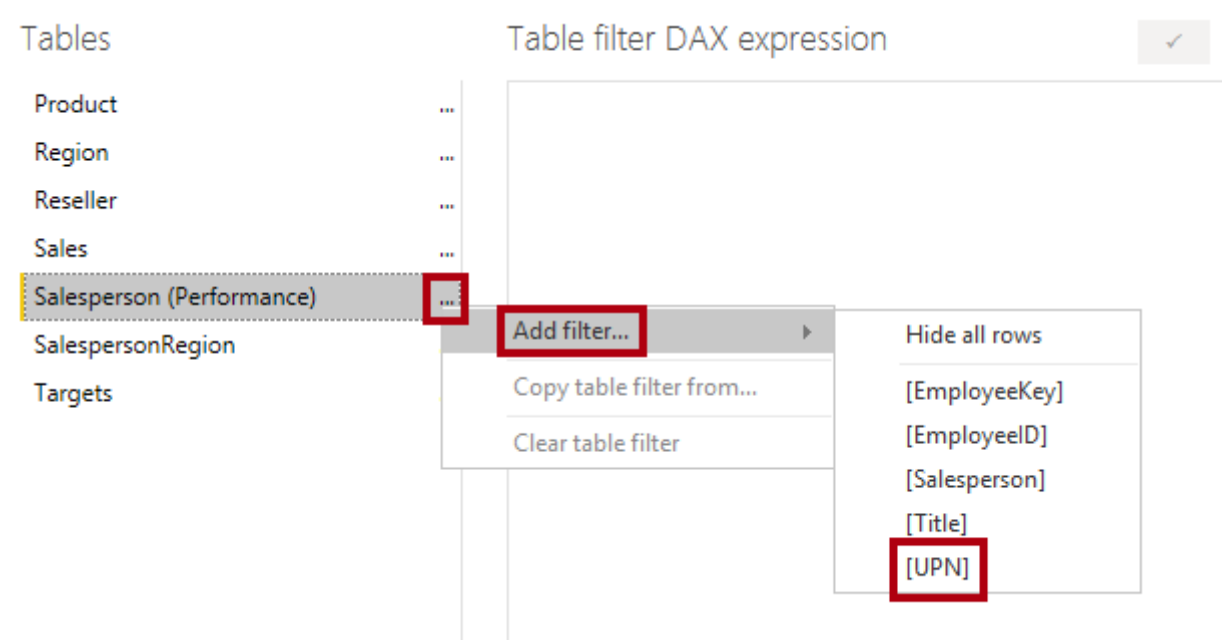 Tables
Table filter DAX expression
Product ...
Region ...
Reseller ...
Sales ...
Salesperson (Performance) ...
SalespersonRegion
Targets
Add filter...
Copy table filter from...
Clear table filter
Hide all rows
[EmployeeKey]
[EmployeeID]
[Salesperson]
[Title]
[UPN]